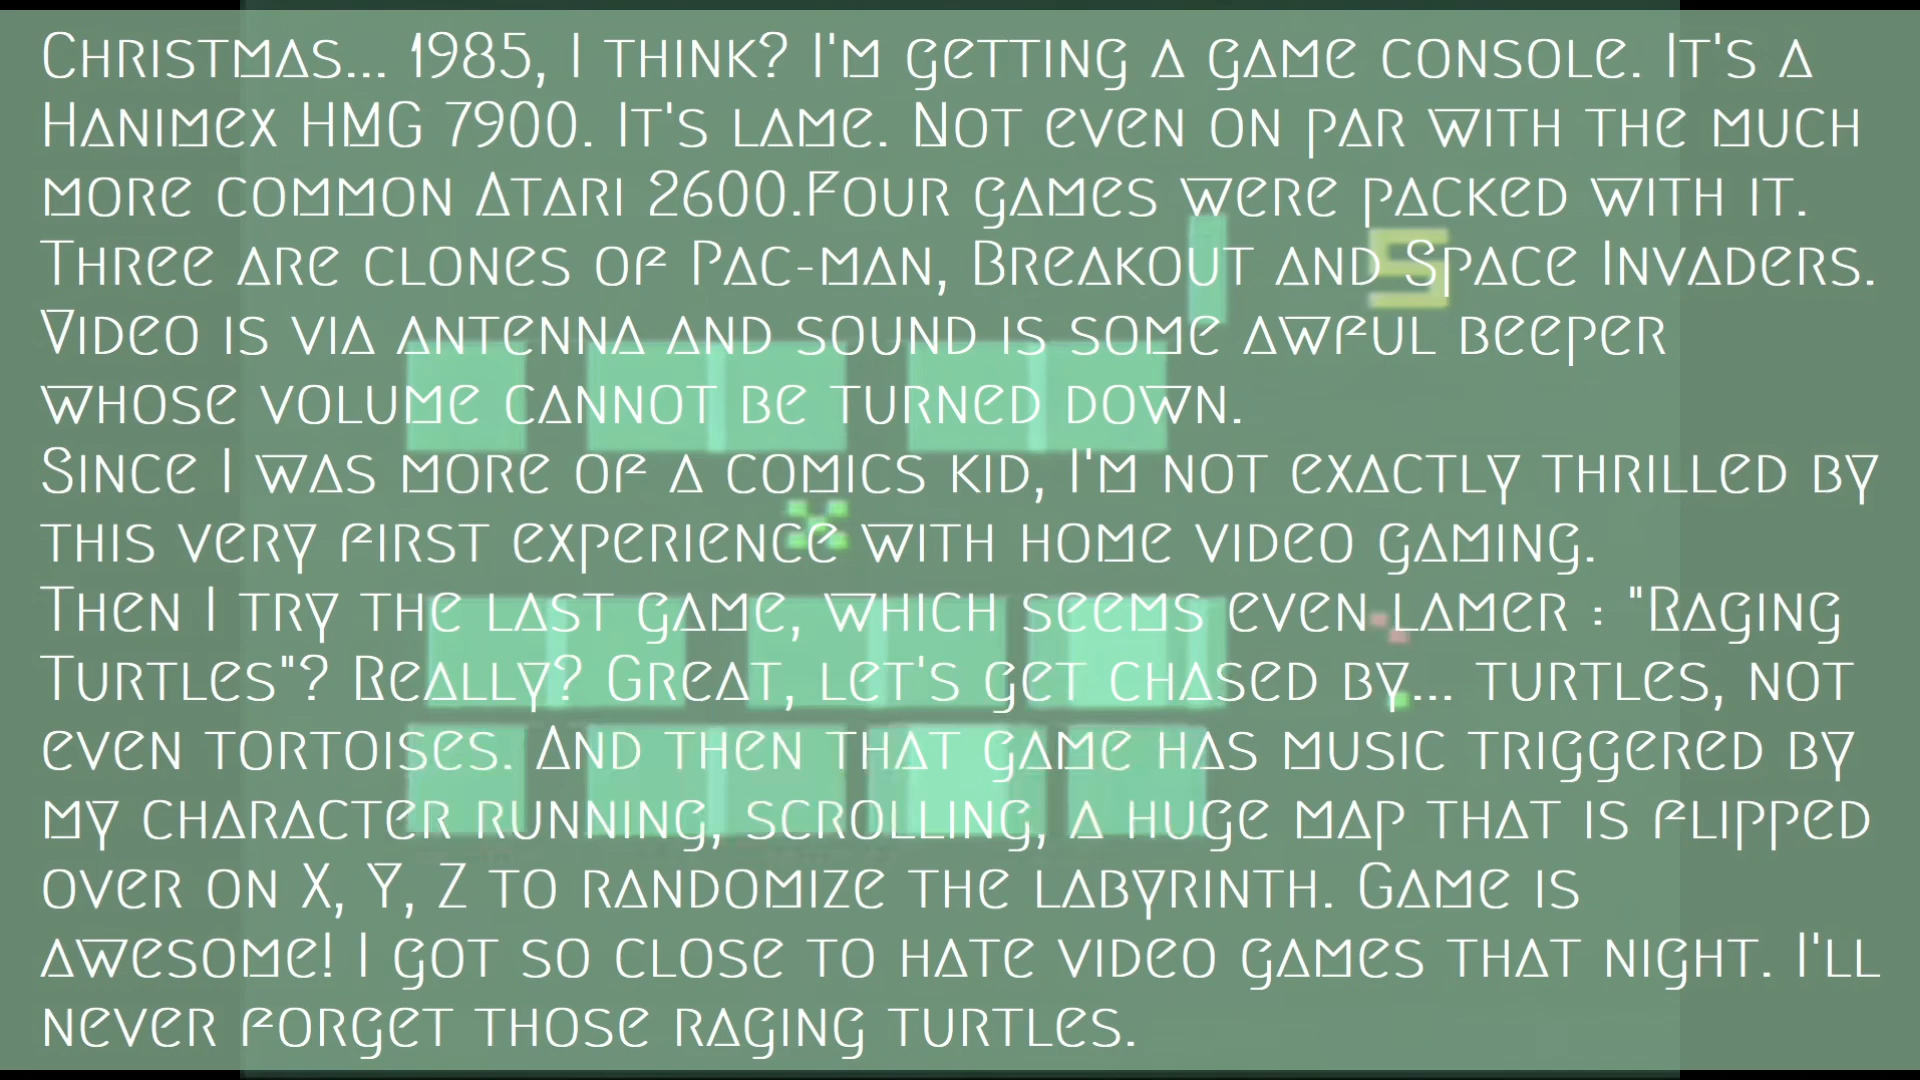 Christmas... 1985, I think? I'm getting a game console. It's a
Hanimex HMG 7900. It's lame. Not even on par with the much
more common Atari 2600.Four games were packed with it.
Three are clones of Pac-man, Breakout and Space Invaders.
Video is via antenna and sound is some awful beeper
whose volume cannot be turned down.
Since I was more of a comics kid, I'm not exactly thrilled by
this very first experience with home video gaming.
Then I try the last game, which seems even lamer : "Raging
Turtles"? Really? Great, let's get chased by... turtles, not
even tortoises. And then that game has music triggered by
my character running, scrolling, a huge map that is flipped
over on X, Y, Z to randomize the labyrinth. Game is
awesome! I got so close to hate video games that night. I'll
never forget those raging turtles.
5